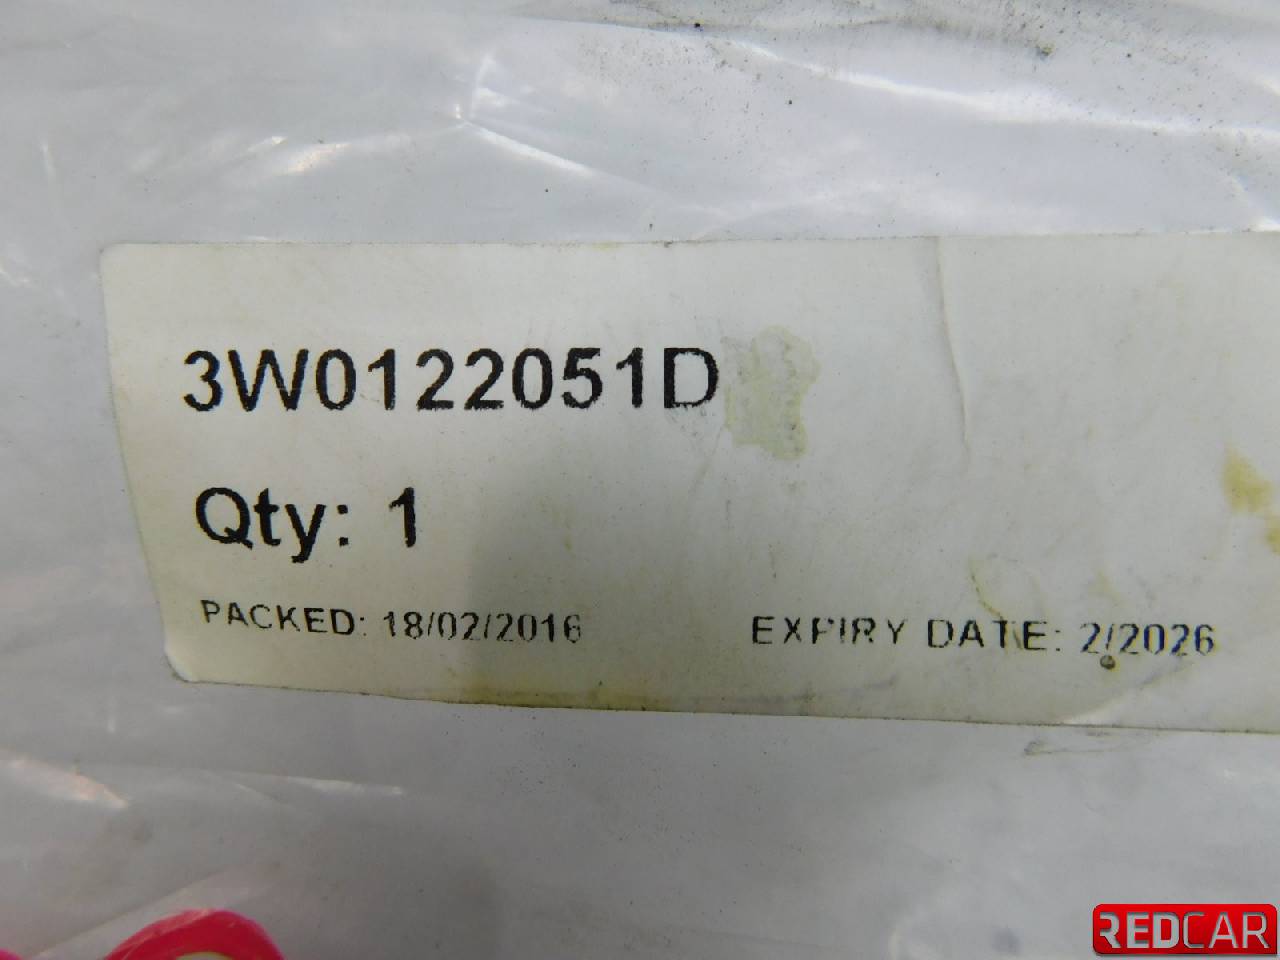 3W0122051D
Qty: 1
PACKED: 18/02/2016 EXPIRY DATE: 2/2026
REDCAR